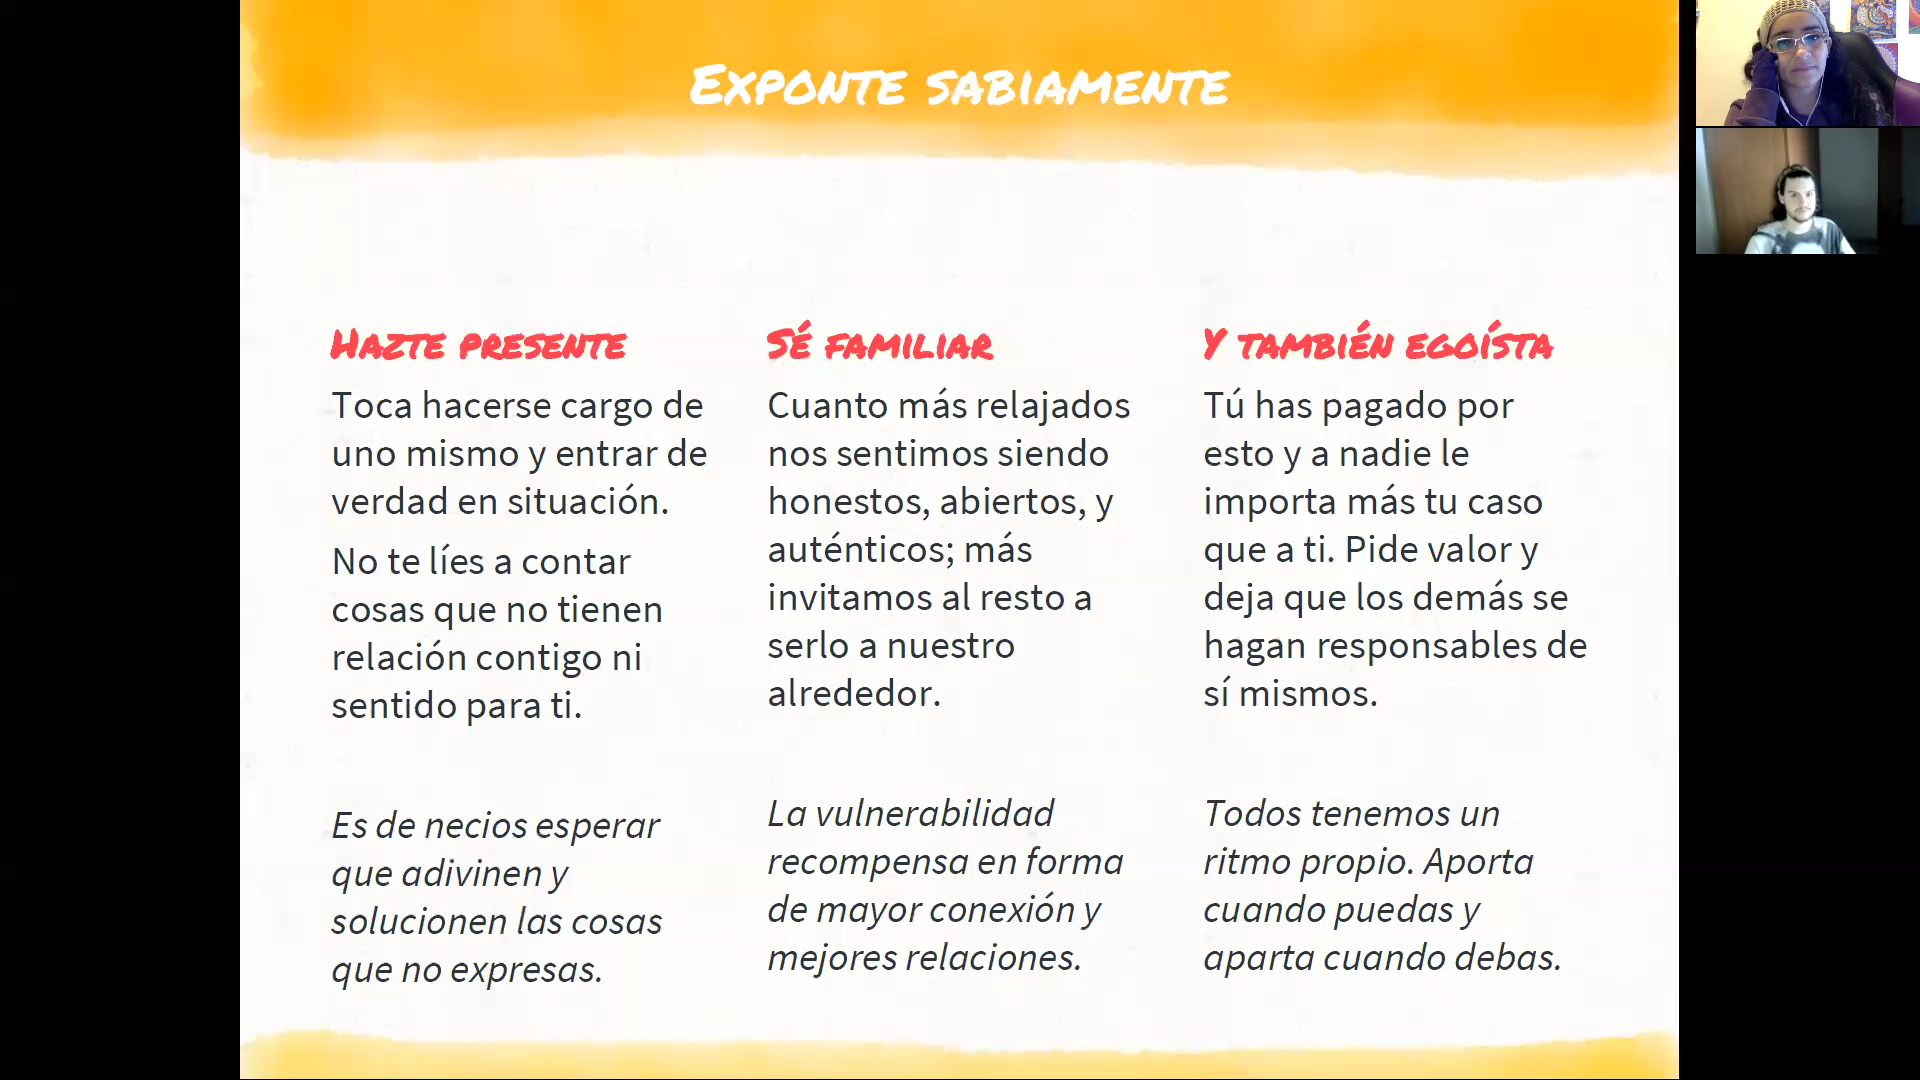 Exponte sabiamente
Hazte presente
Toca hacerse cargo de
uno mismo y entrar de
verdad en situación.
No te líes a contar
cosas que no tienen
relación contigo ni
sentido para ti.
Es de necios esperar
que adivinen y
solucionen las cosas
que no expresas.
Sé familiar
Cuanto más relajados
nos sentimos siendo
honestos, abiertos, y
auténticos; más
invitamos al resto a
serlo a nuestro
alrededor.
La vulnerabilidad
recompensa en forma
de mayor conexión y
mejores relaciones.
Y también egoísta
Tú has pagado por
esto y a nadie le
importa más tu caso
que a ti. Pide valor y
deja que los demás se
hagan responsables de
sí mismos.
Todos tenemos un
ritmo propio. Aporta
cuando puedas y
aparta cuando debas.